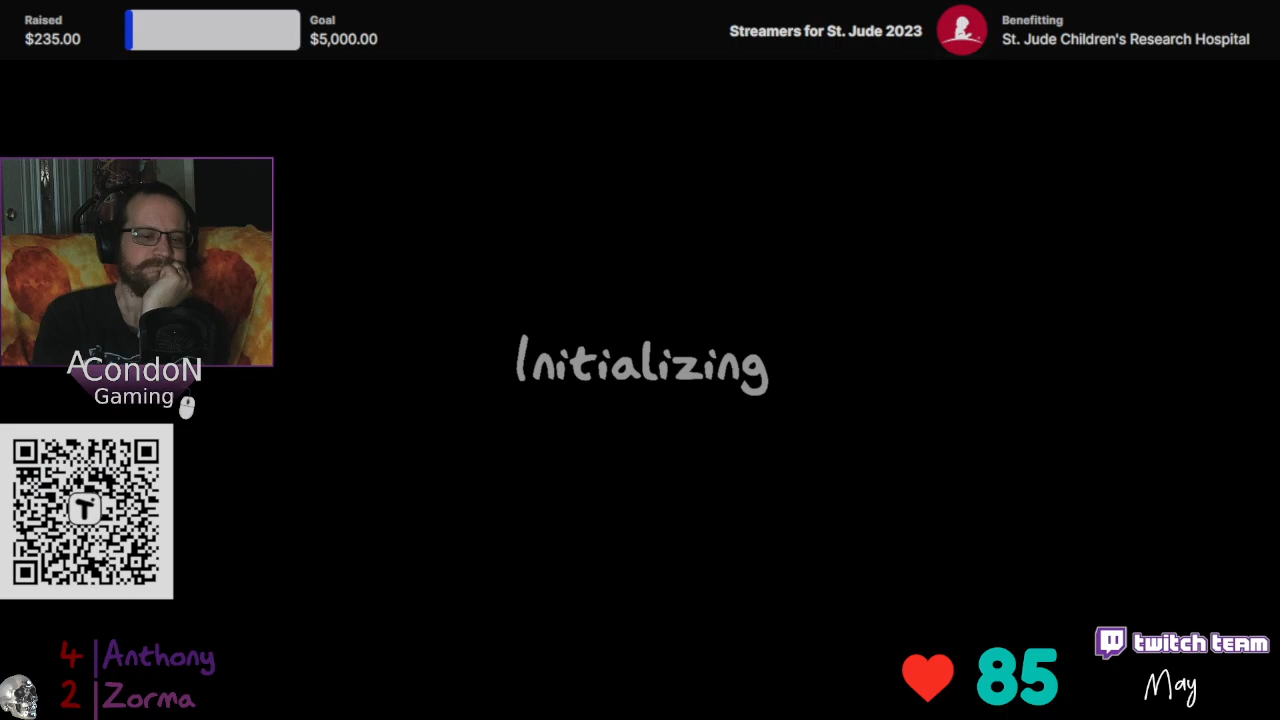 Raised
$235.00
Goal
$5,000.00
Streamers for St. Jude 2023
Benefitting
St. Jude Children's Research Hospital
ACondoN
Gaming
Initializing
T
4 | Anthony
2 | Zorma
85
twitch team
May